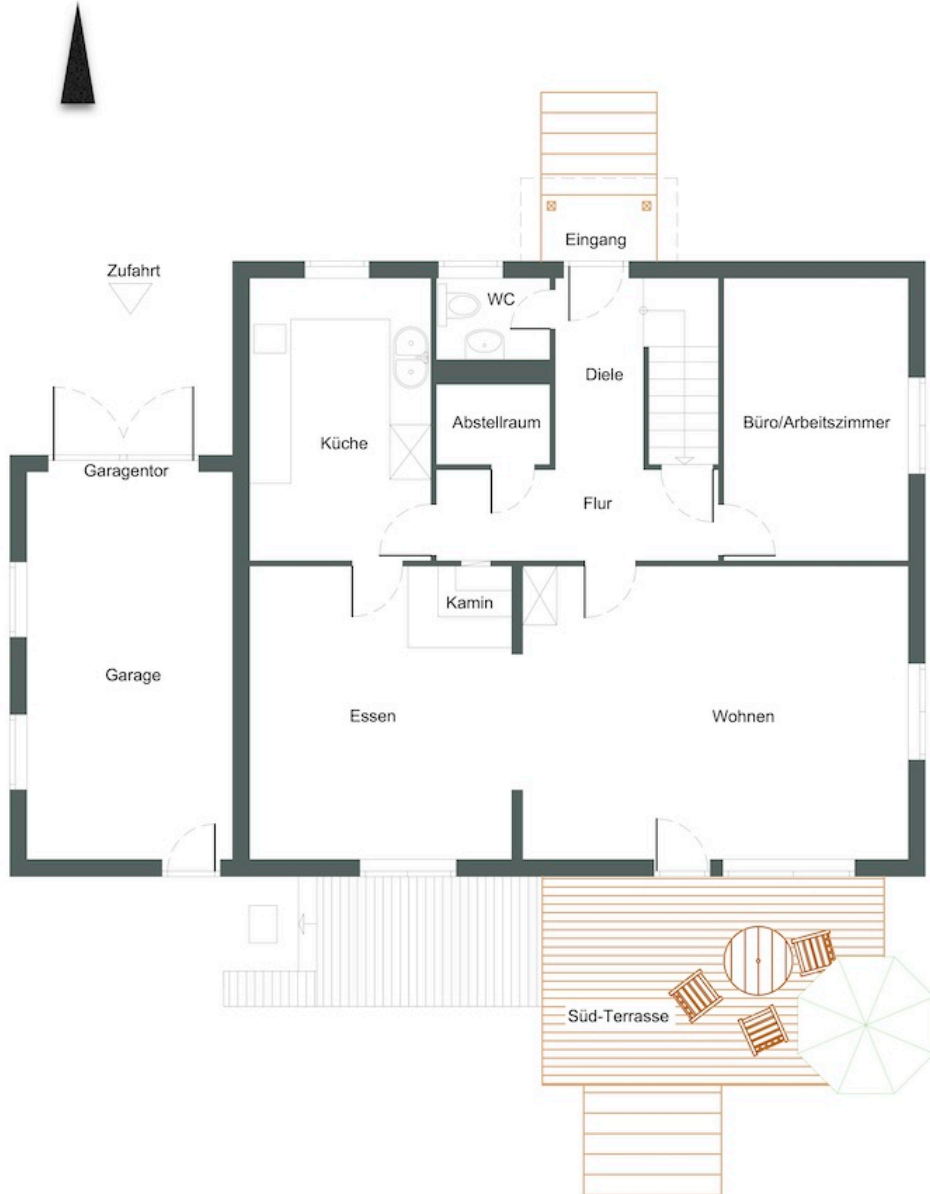 Eingang
Zufahrt
WC
Diele
Büro/Arbeitszimmer
Abstellraum
Küche
Garagentor
Flur
Kamin
Garage
Essen
Wohnen
Süd-Terrasse